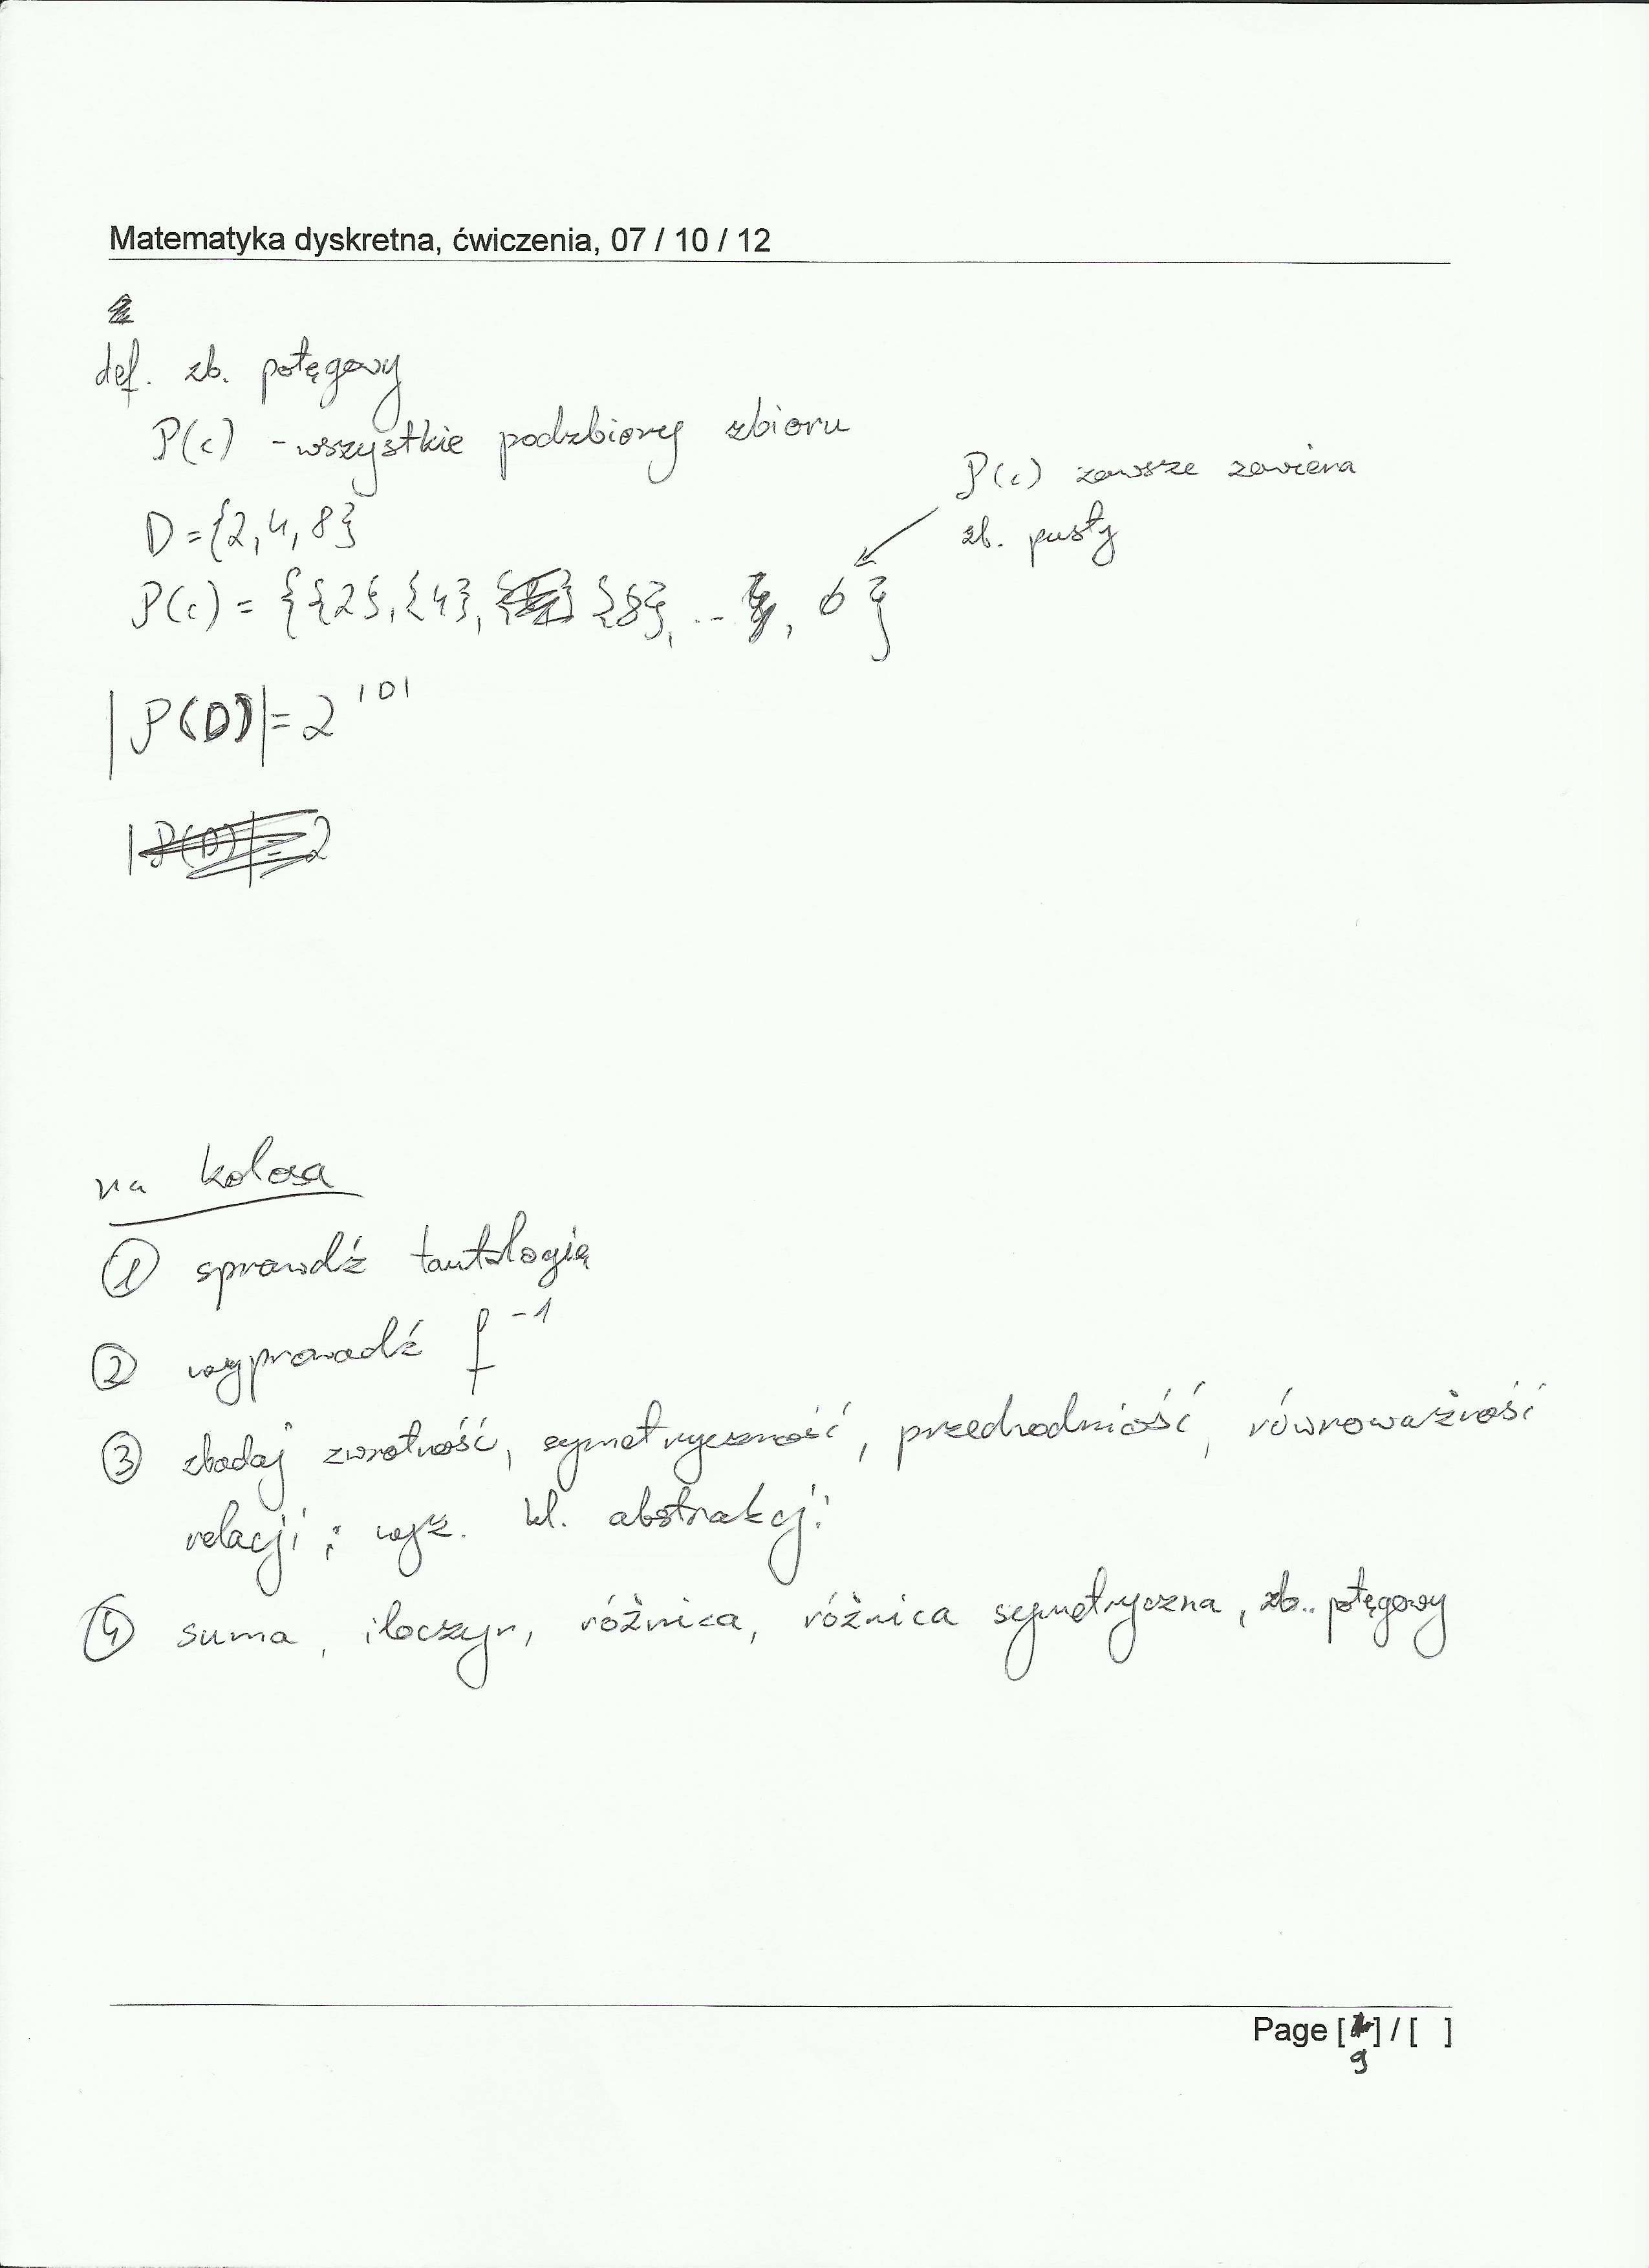 Matematyka dyskretna, ćwiczenia, 07 / 10 / 12
def. zb. potęgowy
P(c) - wszystkie podzbiory zbioru
P(c) zawsze zawiera
zb. pusty
D = {2, 4, 8}
P(c) = {{2}, {4}, {8}, ... , ϕ}
|P(D)| = 2^|D|
|P(D)| = 2
na kolosa
① sprawdź tautologię
② wyprowadź f⁻¹
③ zbadaj zwrotność, symetryczność, przechodniość, równoważność
relacji ; wyz. kl. abstrakcji
④ suma, iloczyn, różnica, różnica symetryczna, zb. potęgowy
Page [ ] / [ ]
9